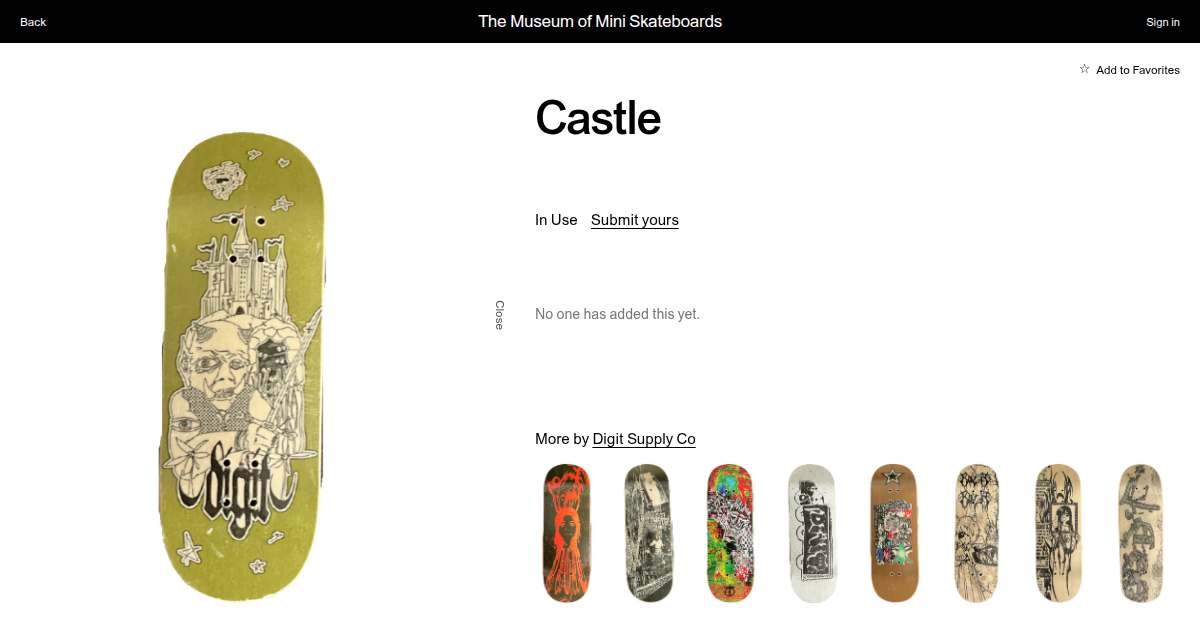 Back
The Museum of Mini Skateboards
Sign in
☆ Add to Favorites
Castle
In Use Submit yours
Close
No one has added this yet.
digit
More by Digit Supply Co